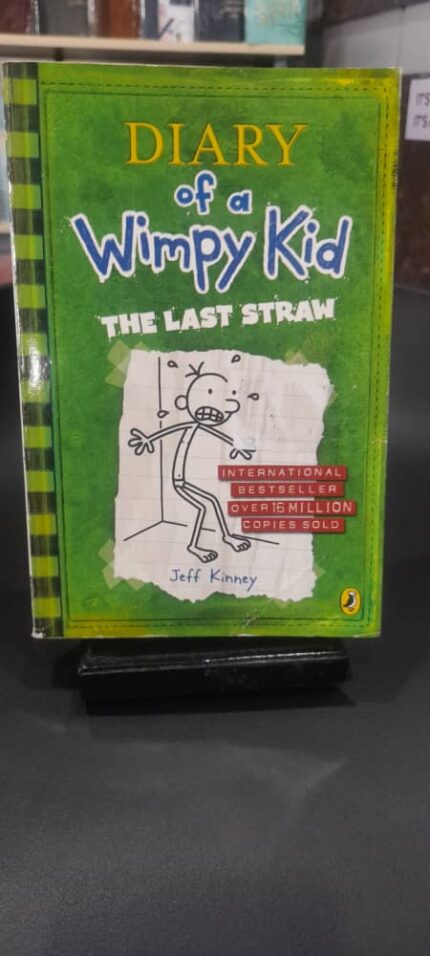 DIARY
of a
Wimpy Kid
THE LAST STRAW
INTERNATIONAL
BESTSELLER
OVER 16 MILLION
COPIES SOLD
Jeff Kinney